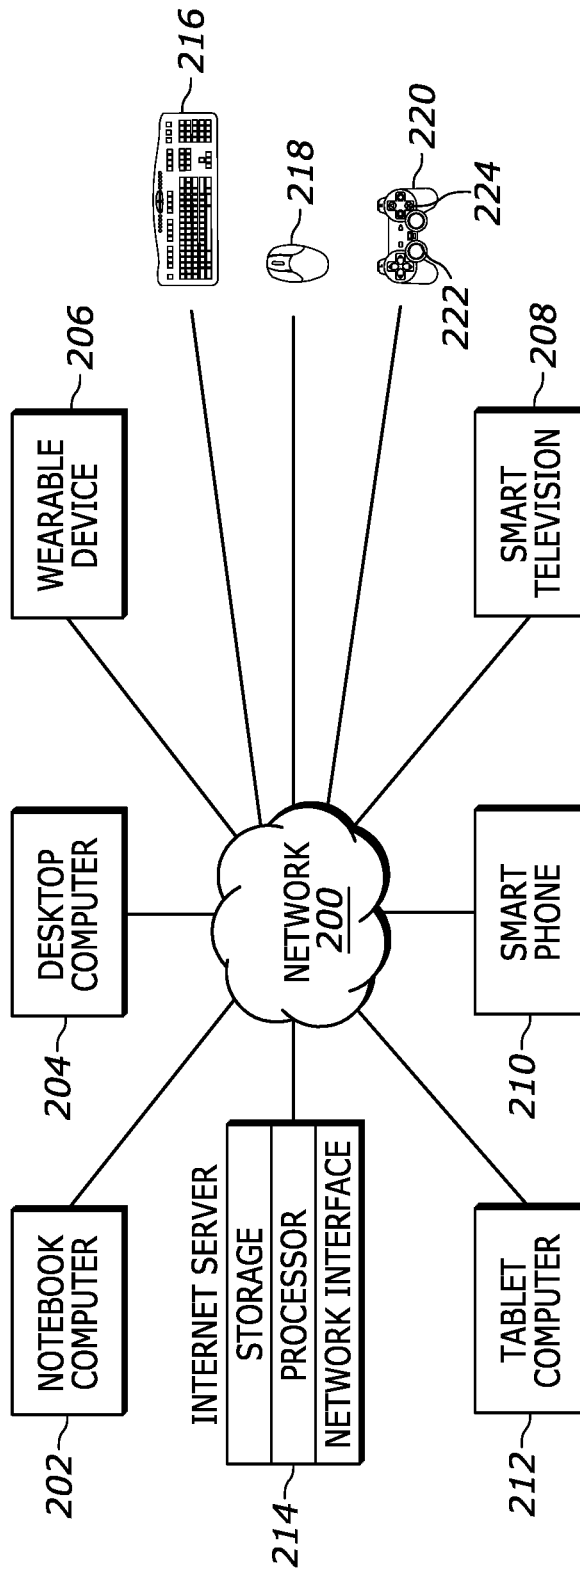 202
NOTEBOOK
COMPUTER
204
DESKTOP
COMPUTER
206
WEARABLE
DEVICE
216
INTERNET SERVER
STORAGE
PROCESSOR
NETWORK INTERFACE
214
NETWORK
200
218
220
222
224
212
TABLET
COMPUTER
210
SMART
PHONE
208
SMART
TELEVISION